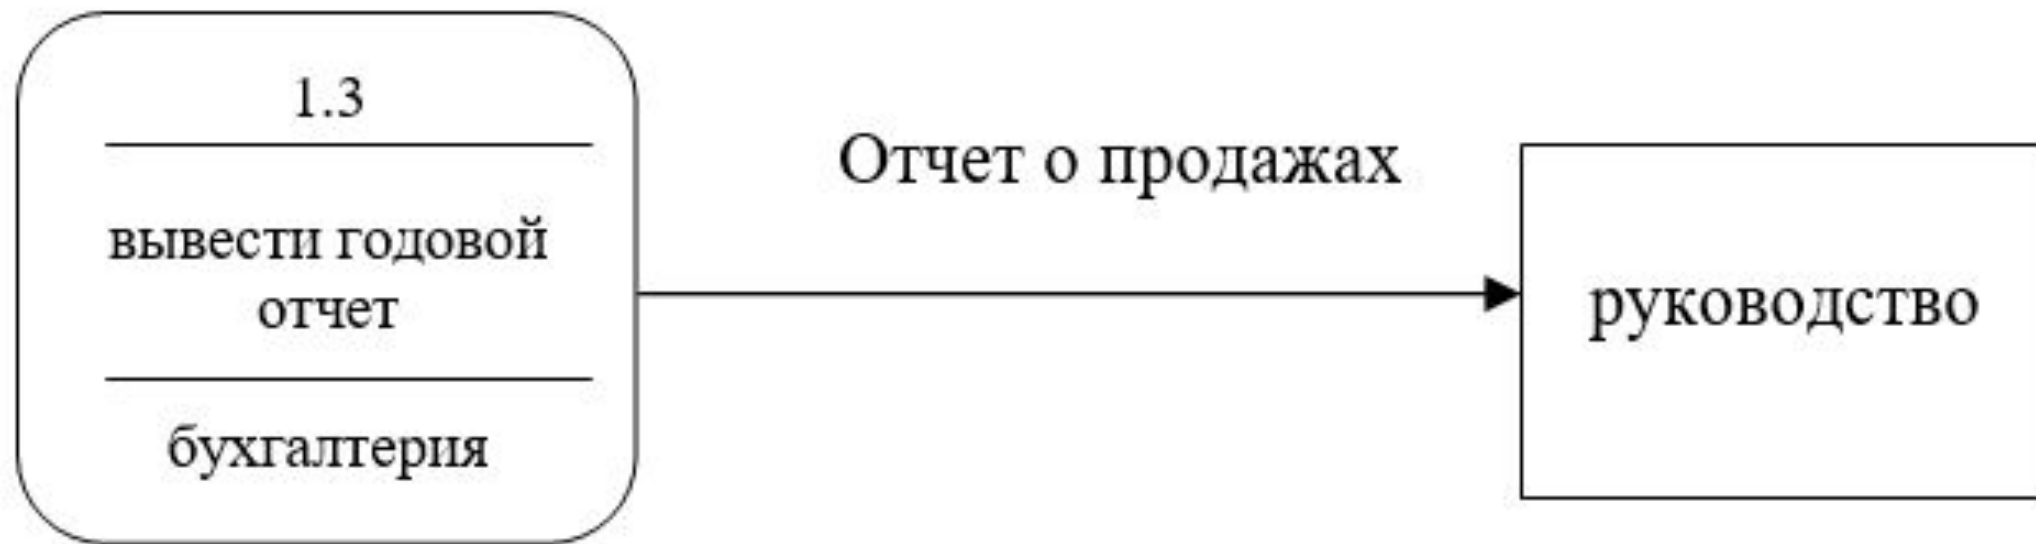 1.3
вывести годовой
отчет
бухгалтерия
Отчет о продажах
руководство